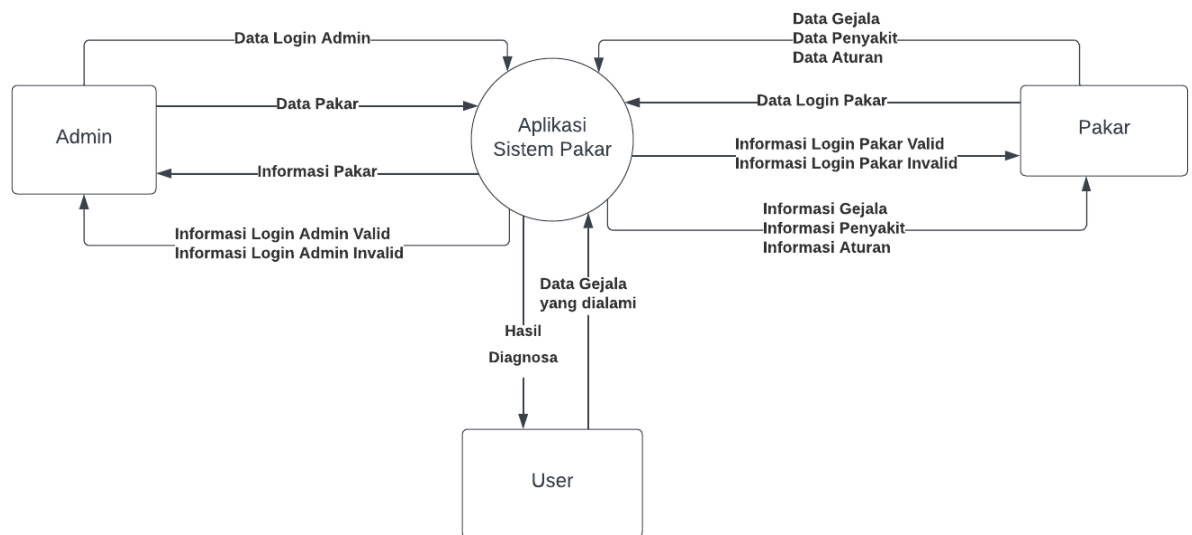 Data Login Admin
Data Pakar
Admin
Informasi Pakar
Informasi Login Admin Valid
Informasi Login Admin Invalid
Aplikasi
Sistem Pakar
Data Gejala
Data Penyakit
Data Aturan
Data Login Pakar
Pakar
Informasi Login Pakar Valid
Informasi Login Pakar Invalid
Informasi Gejala
Informasi Penyakit
Informasi Aturan
Data Gejala
yang dialami
Hasil
Diagnosa
User